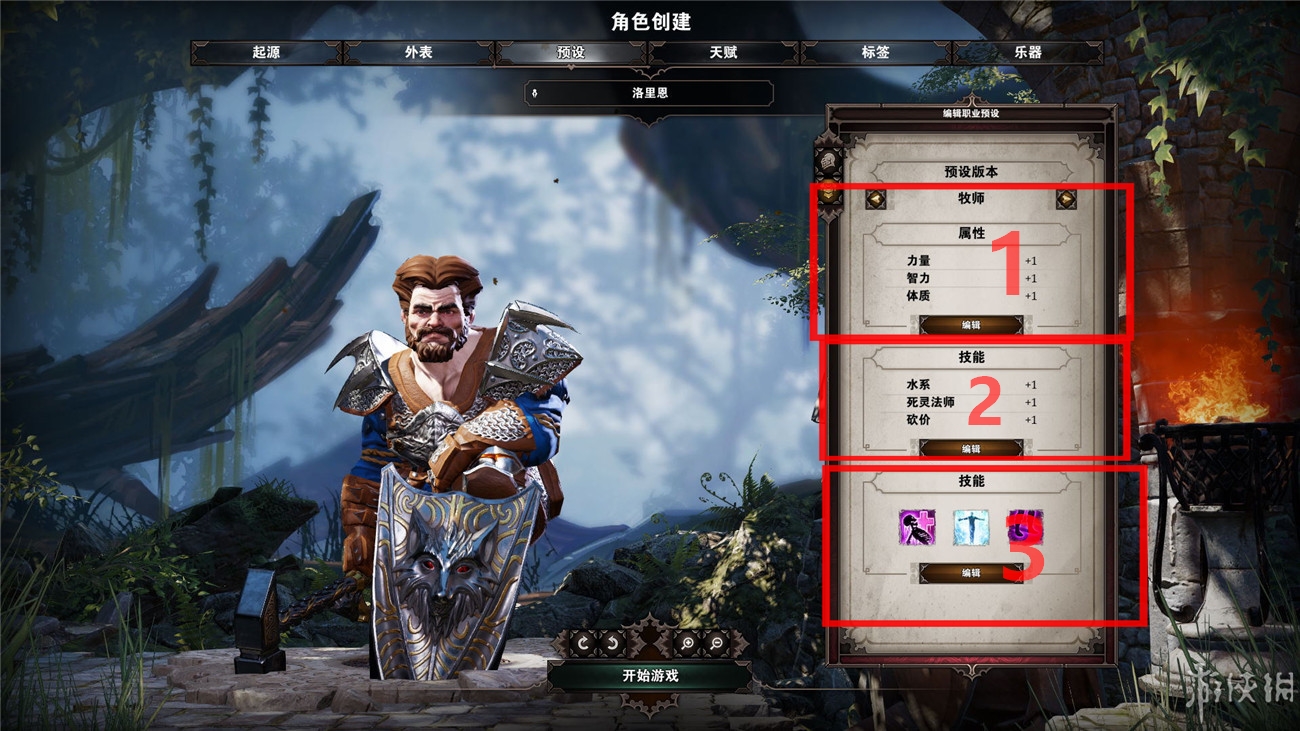 角色创建
起源
外表
预设
天赋
标签
乐器
洛里恩
编辑职业预设
预设版本
牧师
属性
力量 +1
智力 +1
体质 +1
1
编辑
技能
水系 +1
死灵法师 +1
砍价 +1
2
编辑
技能
3
编辑
开始游戏
游侠网